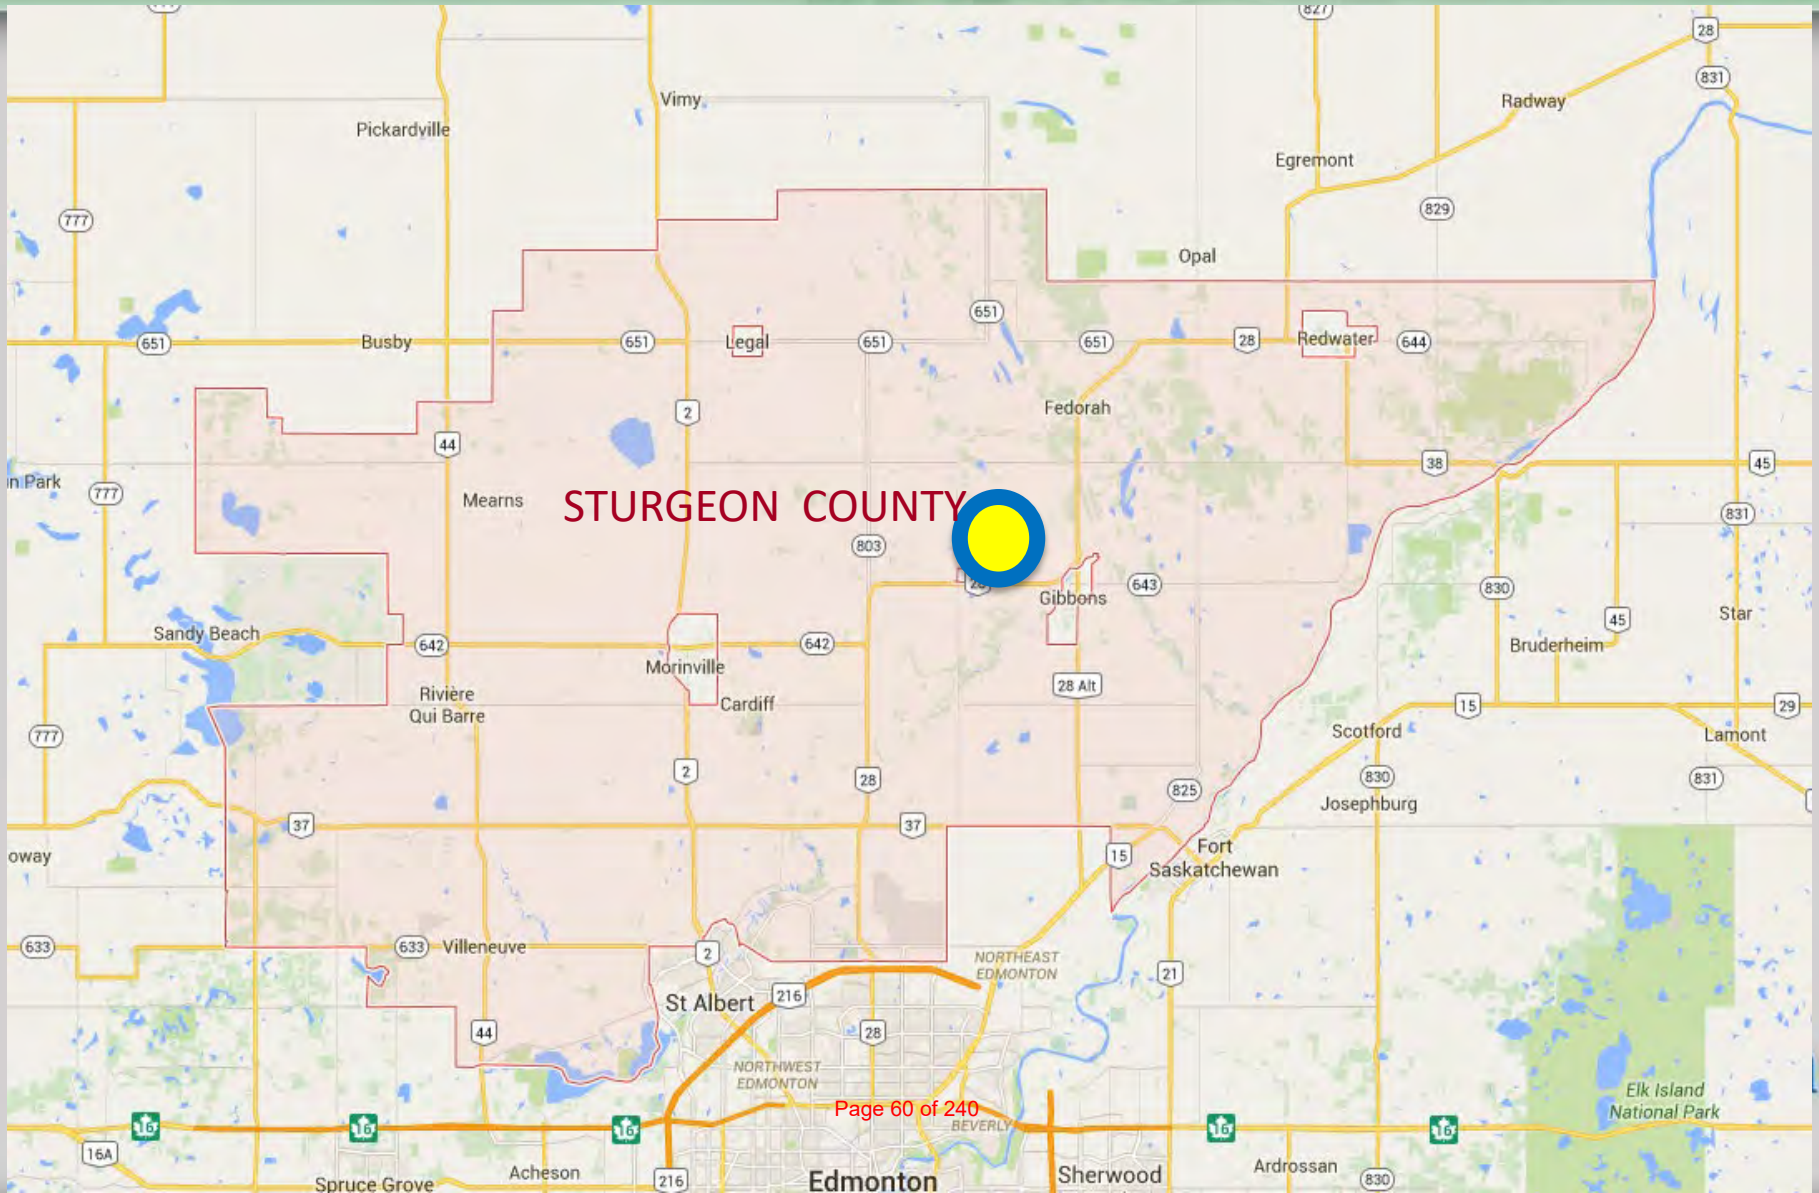 827
28
831
Vimy
Radway
Pickardville
Egremont
777
829
Opal
651
651
Busby
651
Legal
651
651
28
Redwater
644
2
Fedorah
44
38
45
n Park
777
Mearns
STURGEON COUNTY
831
803
643
Gibbons
830
45
Star
Sandy Beach
642
642
Bruderheim
Morinville
28 Alt
Rivière
Qui Barre
Cardiff
15
29
777
Scotford
Lamont
2
28
825
830
831
Josephburg
37
37
oway
15
Fort
Saskatchewan
633
633
Villeneuve
2
NORTHEAST
EDMONTON
21
St Albert
216
44
28
NORTHWEST
EDMONTON
Elk Island
National Park
Page 60 of 240
BEVERLY
16
16
16
16
16
16A
Acheson
216
Edmonton
Sherwood
Ardrossan
830
Spruce Grove